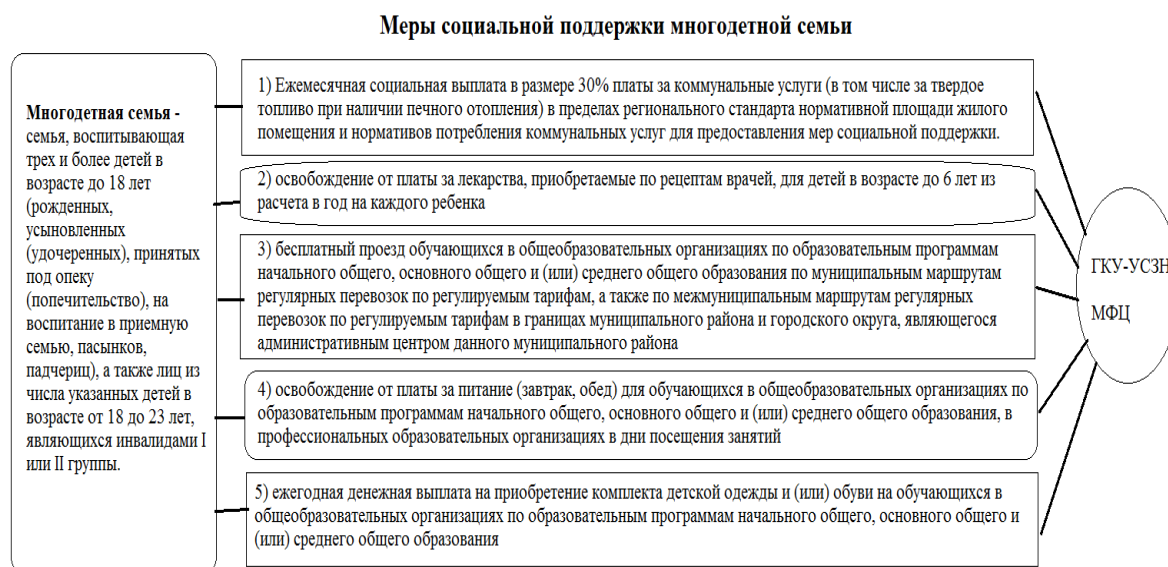 Меры социальной поддержки многодетной семьи
Многодетная семья -
семья, воспитывающая
трех и более детей в
возрасте до 18 лет
(рожденных,
усыновленных
(удочеренных), принятых
под опеку
(попечительство), на
воспитание в приемную
семью, пасынков,
падчериц), а также лиц из
числа указанных детей в
возрасте от 18 до 23 лет,
являющихся инвалидами I
или II группы.
1) Ежемесячная социальная выплата в размере 30% платы за коммунальные услуги (в том числе за твердое
топливо при наличии печного отопления) в пределах регионального стандарта нормативной площади жилого
помещения и нормативов потребления коммунальных услуг для предоставления мер социальной поддержки.
2) освобождение от платы за лекарства, приобретаемые по рецептам врачей, для детей в возрасте до 6 лет из
расчета в год на каждого ребенка
3) бесплатный проезд обучающихся в общеобразовательных организациях по образовательным программам
начального общего, основного общего и (или) среднего общего образования по муниципальным маршрутам
регулярных перевозок по регулируемым тарифам, а также по межмуниципальным маршрутам регулярных
перевозок по регулируемым тарифам в границах муниципального района и городского округа, являющегося
административным центром данного муниципального района
4) освобождение от платы за питание (завтрак, обед) для обучающихся в общеобразовательных организациях по
образовательным программам начального общего, основного общего и (или) среднего общего образования, в
профессиональных образовательных организациях в дни посещения занятий
5) ежегодная денежная выплата на приобретение комплекта детской одежды и (или) обуви на обучающихся в
общеобразовательных организациях по образовательным программам начального общего, основного общего и
(или) среднего общего образования
ГКУ-УСЗН
МФЦ